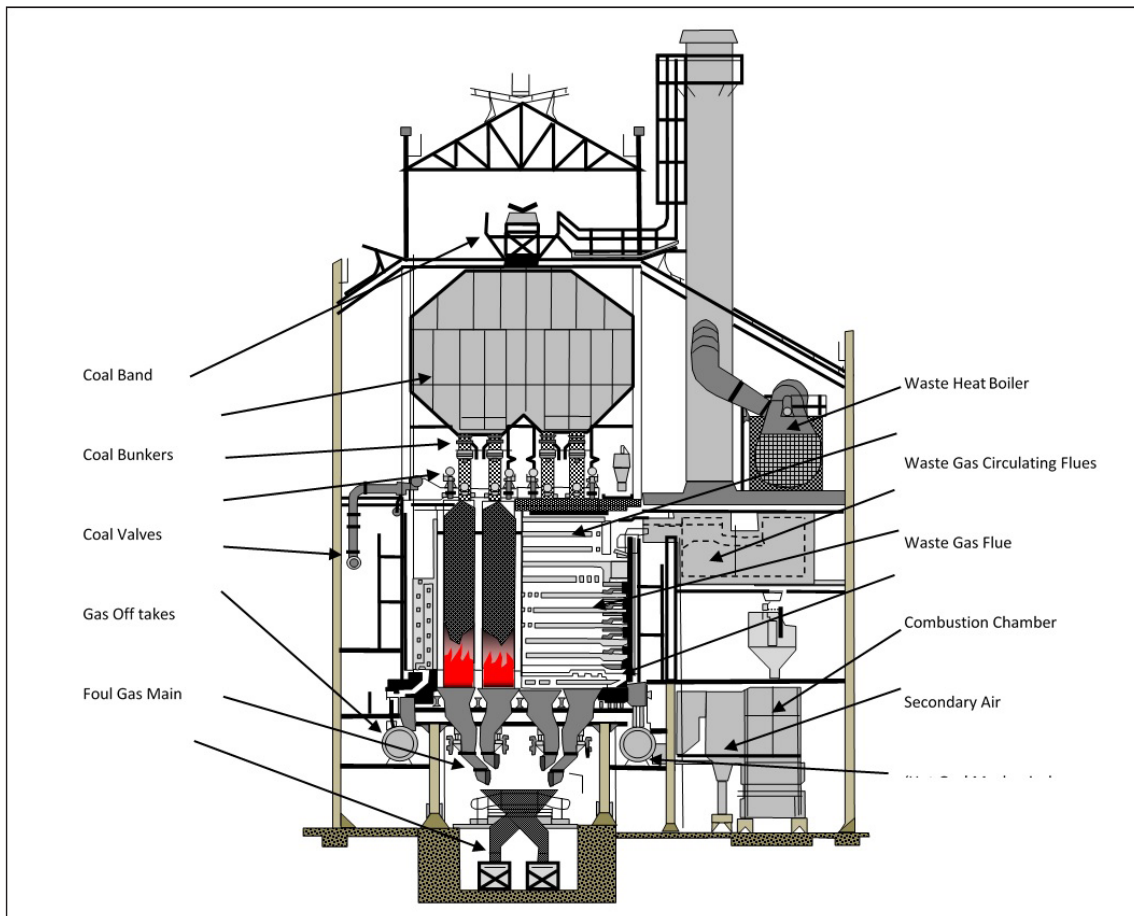 Coal Band
Coal Bunkers
Coal Valves
Gas Off takes
Foul Gas Main
Waste Heat Boiler
Waste Gas Circulating Flues
Waste Gas Flue
Combustion Chamber
Secondary Air